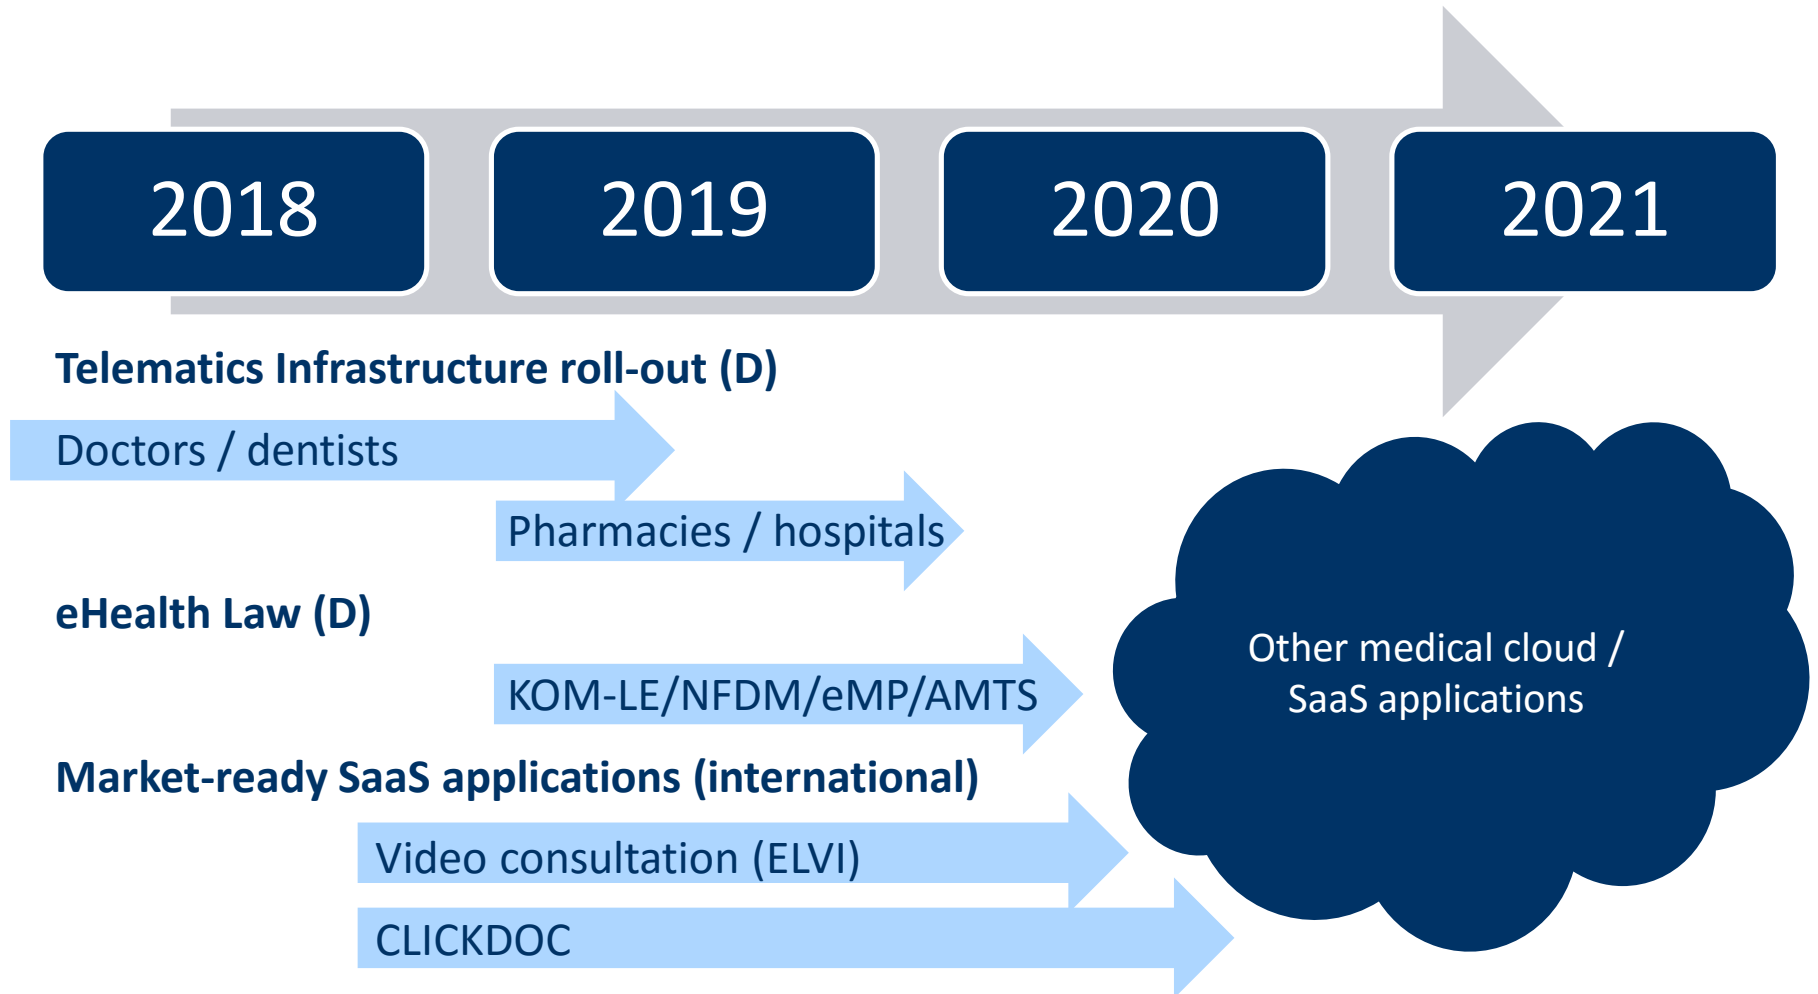 2018
2019
2020
2021
Telematics Infrastructure roll-out (D)
Doctors / dentists
Pharmacies / hospitals
eHealth Law (D)
KOM-LE/NFDM/eMP/AMTS
Market-ready SaaS applications (international)
Video consultation (ELVI)
CLICKDOC
Other medical cloud /
SaaS applications